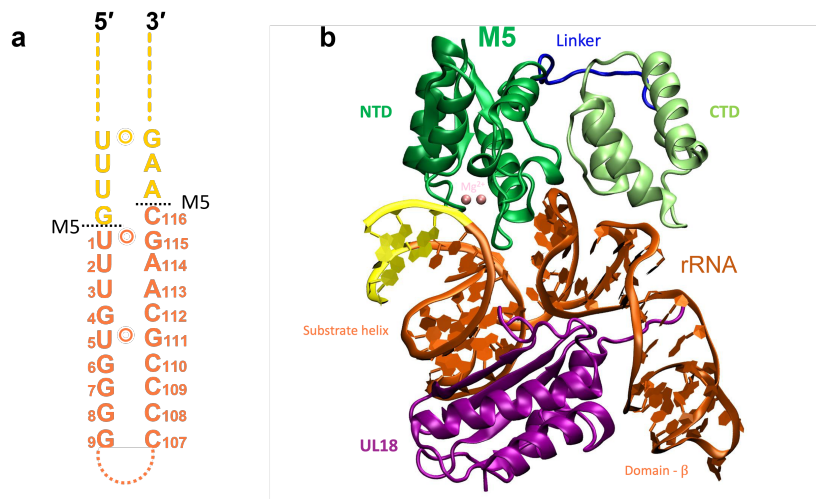 a
5′ 3′
U G
U A
U A
M5
G C116
M5
1U G115
2U A114
3U A113
4G C112
5U G111
6G C110
7G C109
8G C108
9G C107
b
M5
Linker
NTD
CTD
Mg2+
rRNA
Substrate helix
UL18
Domain - β